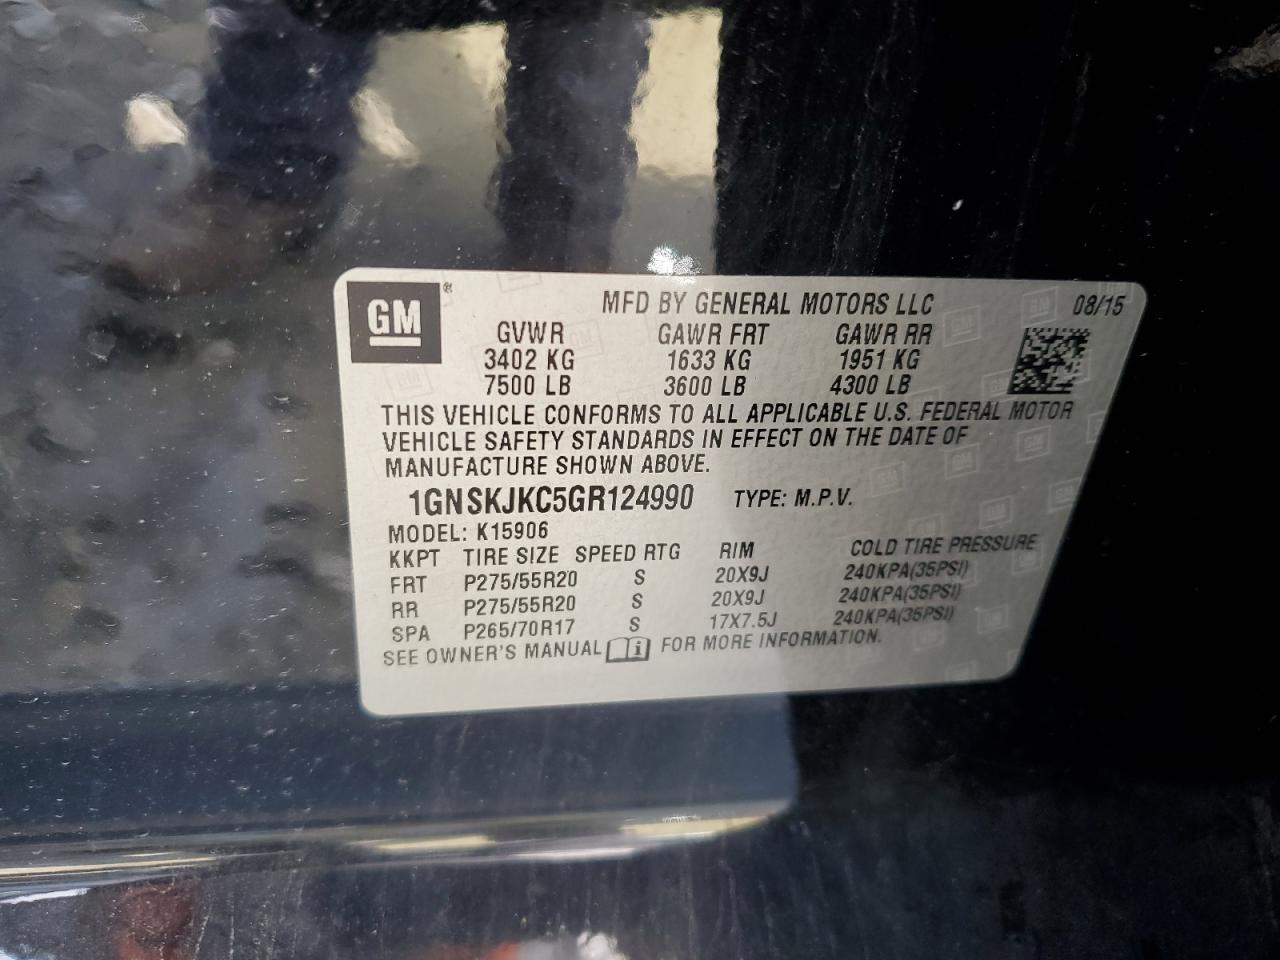 GM®
MFD BY GENERAL MOTORS LLC 08/15
GVWR GAWR FRT GAWR RR
3402 KG 1633 KG 1951 KG
7500 LB 3600 LB 4300 LB
THIS VEHICLE CONFORMS TO ALL APPLICABLE U.S. FEDERAL MOTOR
VEHICLE SAFETY STANDARDS IN EFFECT ON THE DATE OF
MANUFACTURE SHOWN ABOVE.
1GNSKJKC5GR124990 TYPE: M.P.V.
MODEL: K15906
KKPT TIRE SIZE SPEED RTG RIM COLD TIRE PRESSURE
FRT P275/55R20 S 20X9J 240KPA(35PSI)
RR P275/55R20 S 20X9J 240KPA(35PSI)
SPA P265/70R17 S 17X7.5J 240KPA(35PSI)
SEE OWNER'S MANUAL i FOR MORE INFORMATION.